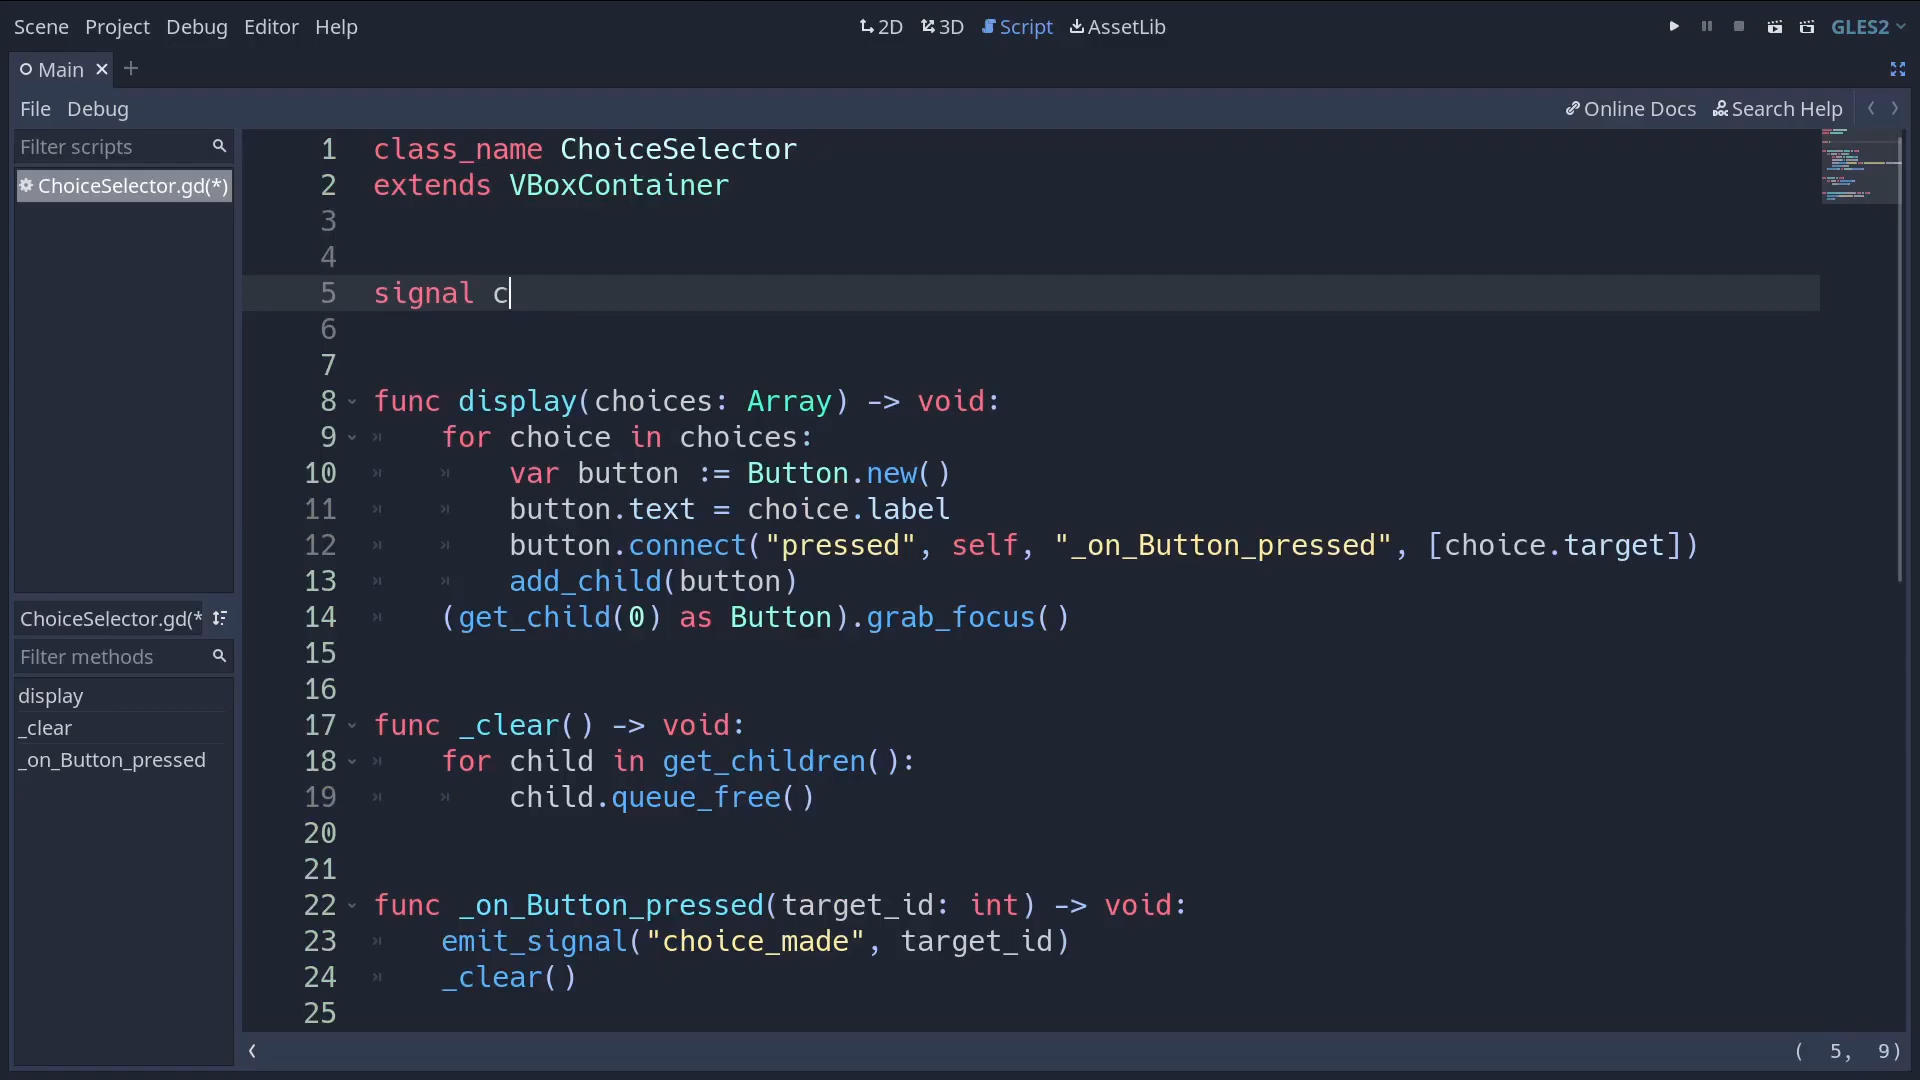 Scene Project Debug Editor Help 2D 3D Script AssetLib GLES2
Main
File Debug Online Docs Search Help
Filter scripts
ChoiceSelector.gd(*)
ChoiceSelector.gd(*
Filter methods
display
_clear
_on_Button_pressed
1 class_name ChoiceSelector
2 extends VBoxContainer
3
4
5 signal c
6
7
8 func display(choices: Array) -> void:
9 for choice in choices:
10 var button := Button.new()
11 button.text = choice.label
12 button.connect("pressed", self, "_on_Button_pressed", [choice.target])
13 add_child(button)
14 (get_child(0) as Button).grab_focus()
15
16
17 func _clear() -> void:
18 for child in get_children():
19 child.queue_free()
20
21
22 func _on_Button_pressed(target_id: int) -> void:
23 emit_signal("choice_made", target_id)
24 _clear()
25
( 5, 9)